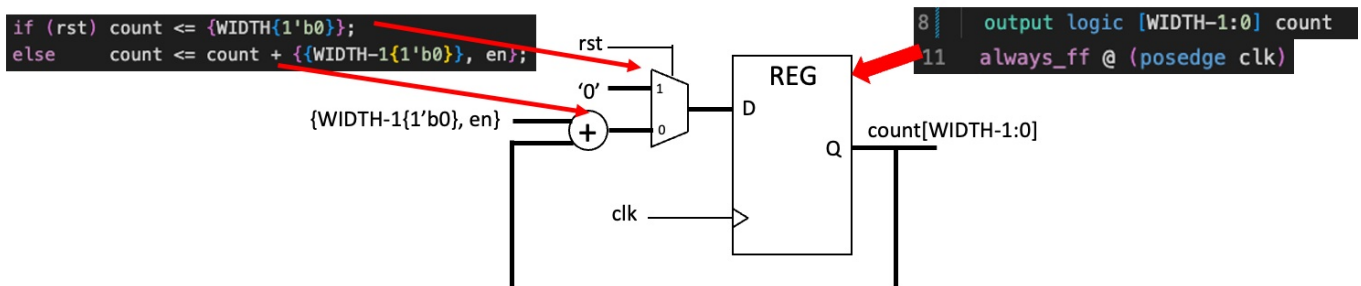 if (rst) count <= {WIDTH{1'b0}};
else     count <= count + {{WIDTH-1{1'b0}}, en};
8 output logic [WIDTH-1:0] count
11 always_ff @ (posedge clk)
rst
REG
‘0’
1
D
{WIDTH-1{1’b0}, en}
+
0
count[WIDTH-1:0]
Q
clk